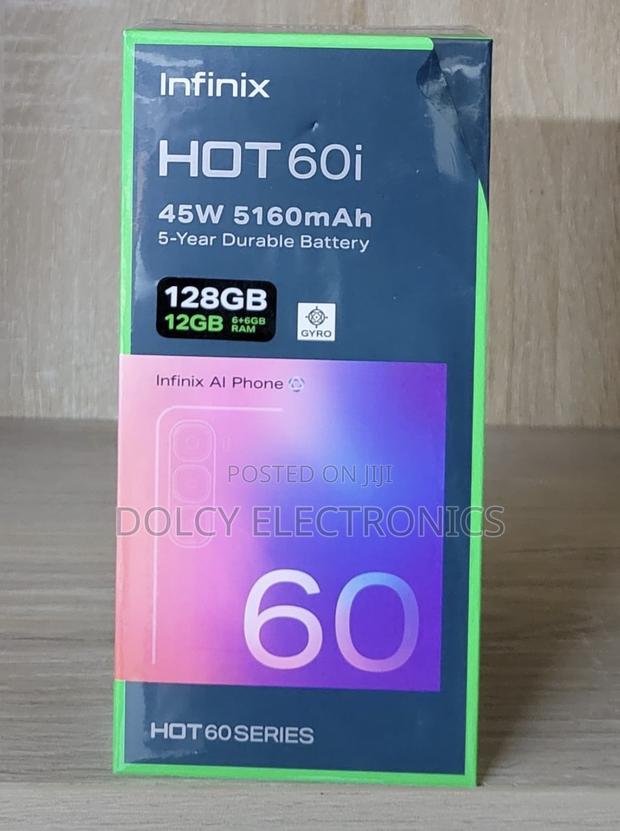 Infinix
HOT 60i
45W 5160mAh
5-Year Durable Battery
128GB
12GB 6+6GB RAM
GYRO
Infinix AI Phone
POSTED ON JIJI
DOLCY ELECTRONICS
60
HOT 60 SERIES